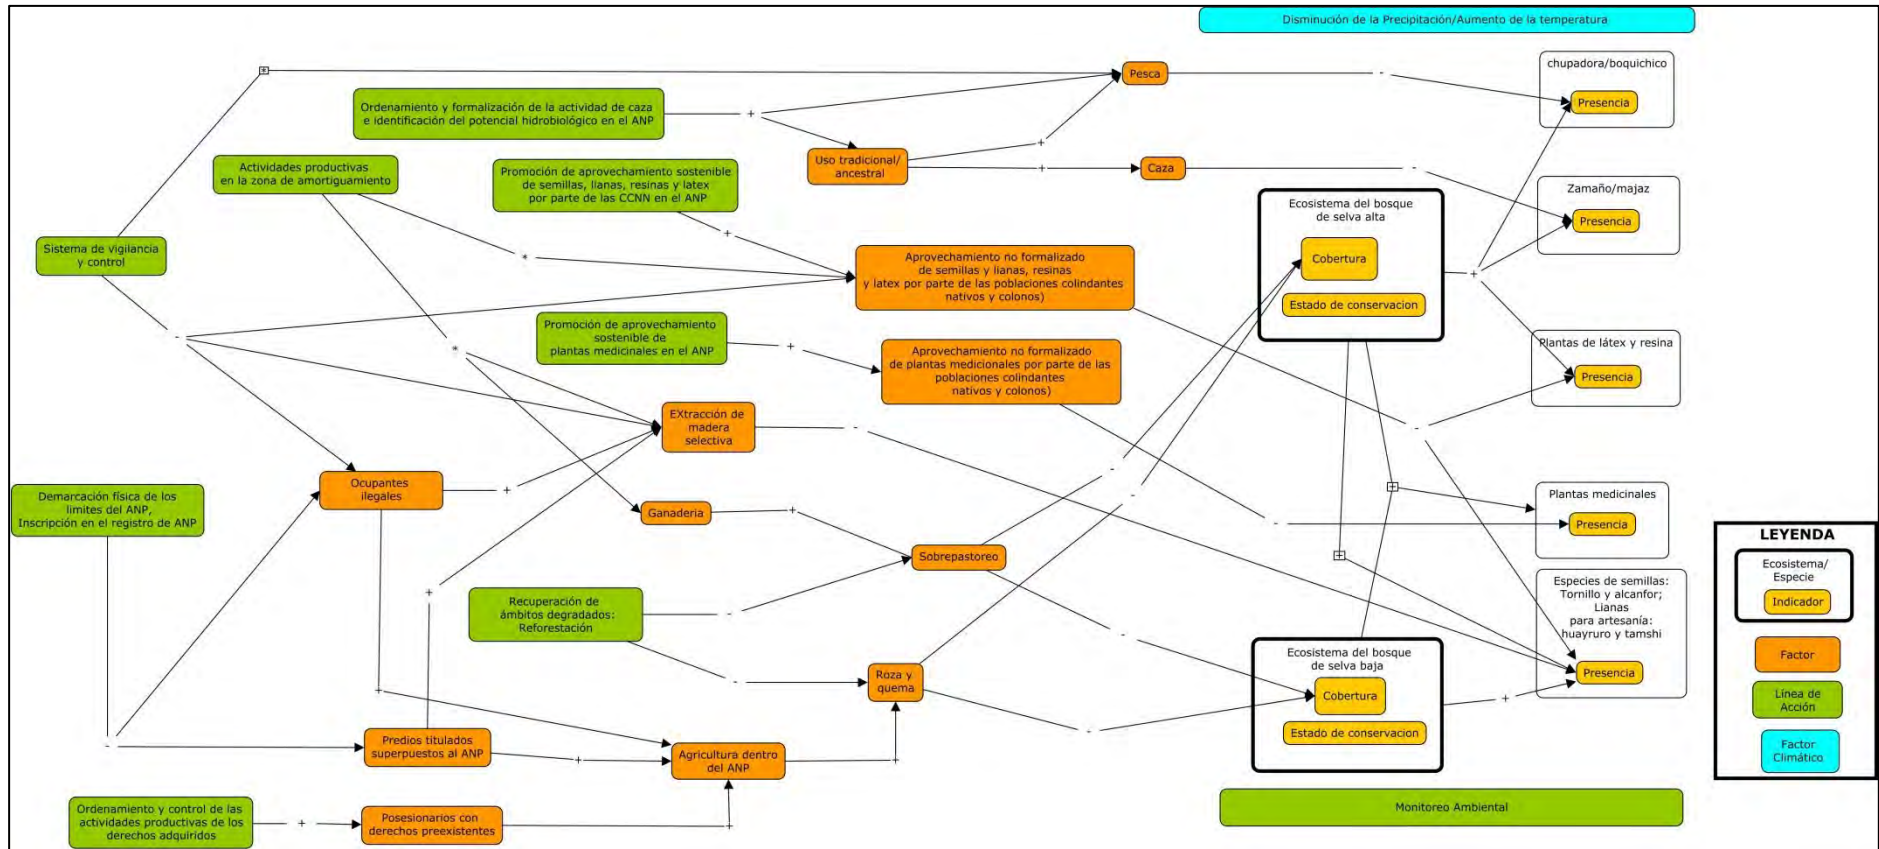 Disminución de la Precipitación/Aumento de la temperatura
chupadora/boquichico
Presencia
Pesca
*
-
Ordenamiento y formalización de la actividad de caza
e identificación del potencial hidrobiológico en el ANP
+
+
Uso tradicional/
ancestral
+
Caza
-
Zamaño/majaz
Presencia
Actividades productivas
en la zona de amortiguamiento
Promoción de aprovechamiento sostenible
de semillas, lianas, resinas y latex
por parte de las CCNN en el ANP
+
Sistema de vigilancia
y control
*
Aprovechamiento no formalizado
de semillas y lianas, resinas
y latex por parte de las poblaciones colindantes
nativos y colonos)
Ecosistema del bosque
de selva alta
Cobertura
Estado de conservacion
+
-
Promoción de aprovechamiento
sostenible de
plantas medicinales en el ANP
+
*
Aprovechamiento no formalizado
de plantas medicinales por parte de las
poblaciones colindantes
nativos y colonos)
Plantas de látex y resina
Presencia
-
EXtracción de
madera
selectiva
-
Ocupantes
ilegales
+
Demarcación física de los
limites del ANP,
Inscripción en el registro de ANP
Ganaderia
+
-
-
+
Plantas medicinales
Presencia
-
Sobrepastoreo
+
LEYENDA
Ecosistema/
Especie
Indicador
Factor
Línea de
Acción
Factor
Climático
Recuperación de
ámbitos degradados:
Reforestación
+
-
-
-
Especies de semillas:
Tornillo y alcanfor;
Lianas
para artesanía:
huayruro y tamshi
Presencia
Ecosistema del bosque
de selva baja
Cobertura
Estado de conservacion
+
Roza y
quema
-
+
-
Predios titulados
superpuestos al ANP
+
Agricultura dentro
del ANP
+
Ordenamiento y control de las
actividades productivas de los
derechos adquiridos
+
Posesionarios con
derechos preexistentes
+
Monitoreo Ambiental